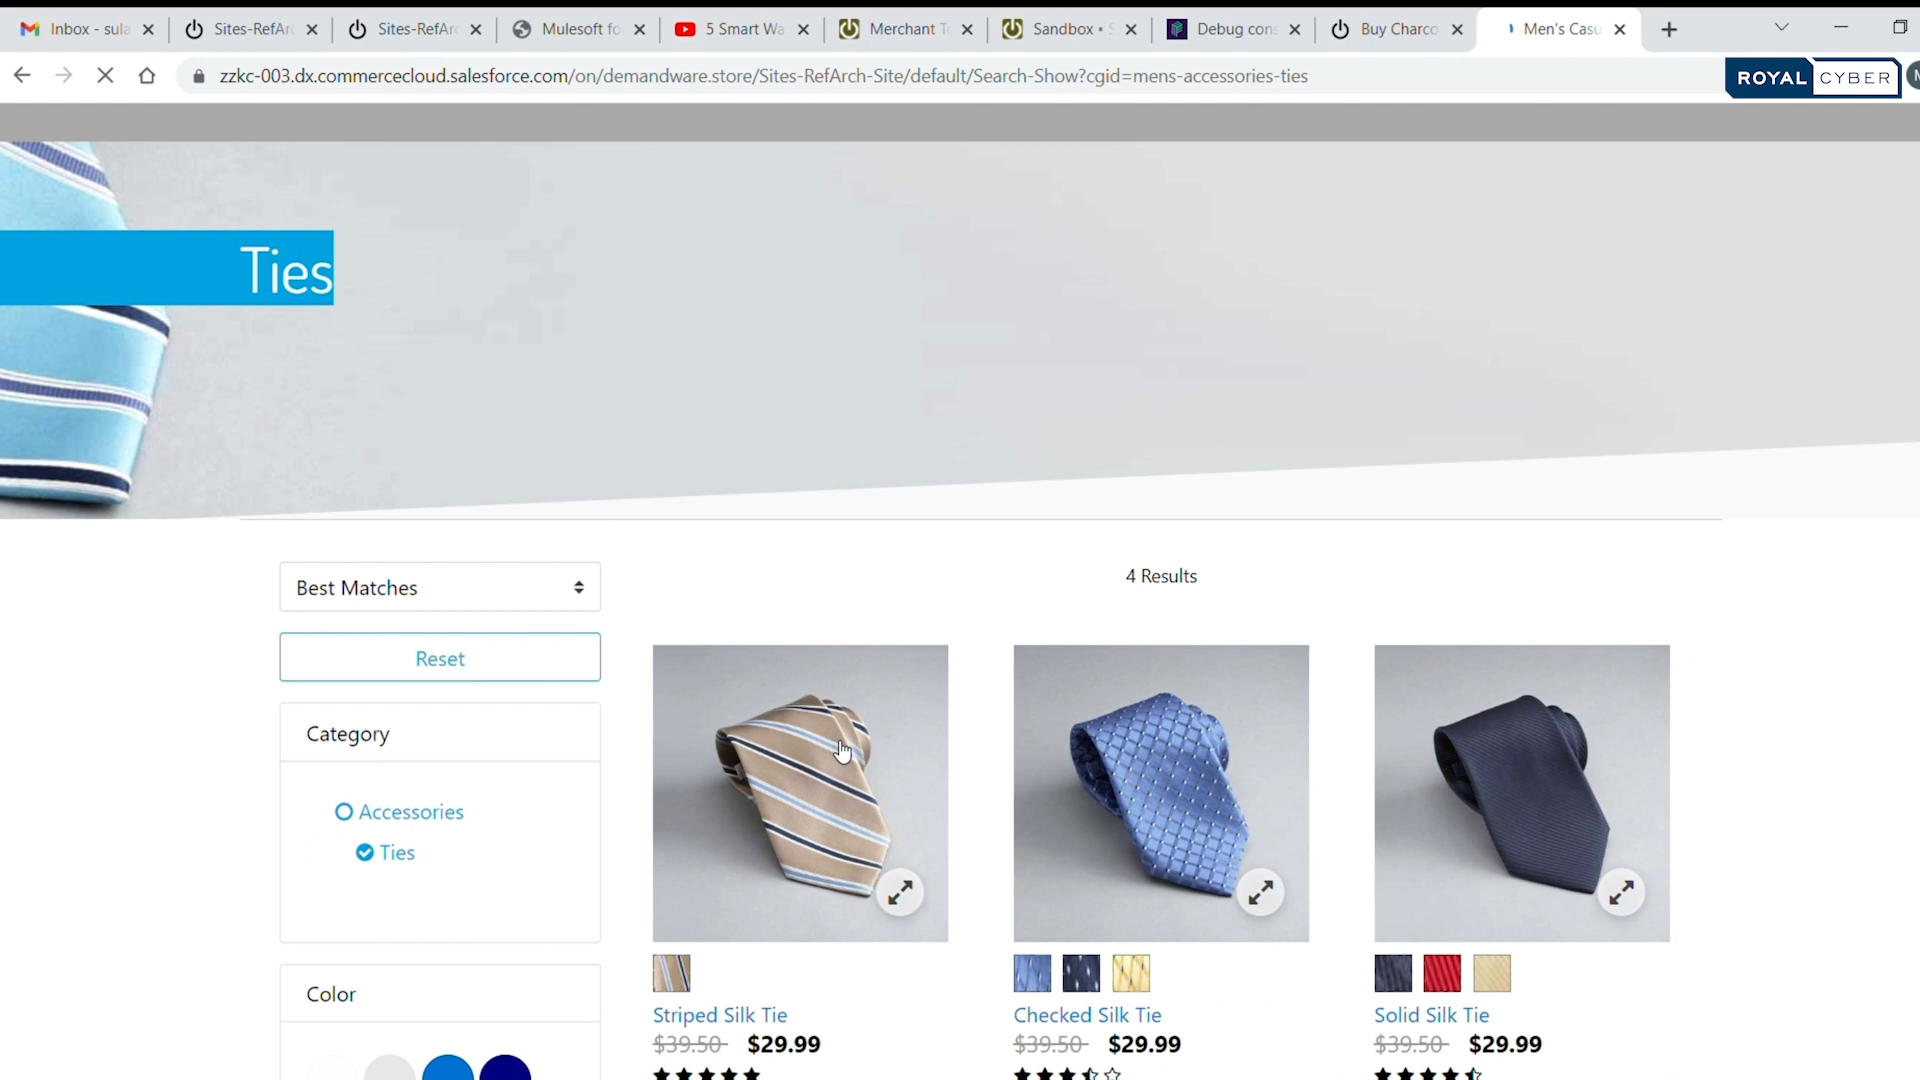 Inbox - sula
Sites-RefArc
Sites-RefArc
Mulesoft fo
5 Smart Wa
Merchant T
Sandbox • S
Debug cons
Buy Charco
Men's Casu
zzkc-003.dx.commercecloud.salesforce.com/on/demandware.store/Sites-RefArch-Site/default/Search-Show?cgid=mens-accessories-ties
ROYAL CYBER
Ties
Best Matches
4 Results
Reset
Category
Accessories
Ties
Color
Striped Silk Tie
$39.50 $29.99
Checked Silk Tie
$39.50 $29.99
Solid Silk Tie
$39.50 $29.99